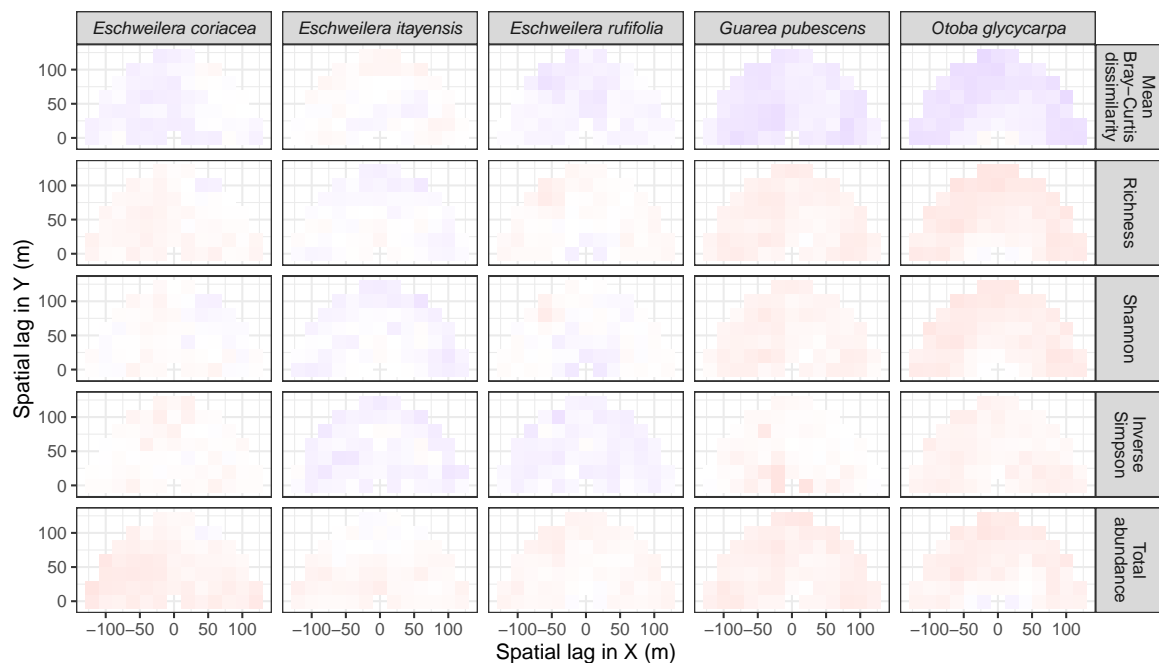 Eschweilera coriacea Eschweilera itayensis Eschweilera rufifolia Guarea pubescens Otoba glycycarpa
100
50
0
Mean
Bray−Curtis
dissimilarity
100
50
0
Richness
100
50
0
Shannon
100
50
0
Inverse
Simpson
100
50
0
Total
abundance
−100−50 0 50 100 −100−50 0 50 100 −100−50 0 50 100 −100−50 0 50 100 −100−50 0 50 100
Spatial lag in X (m)
Spatial lag in Y (m)